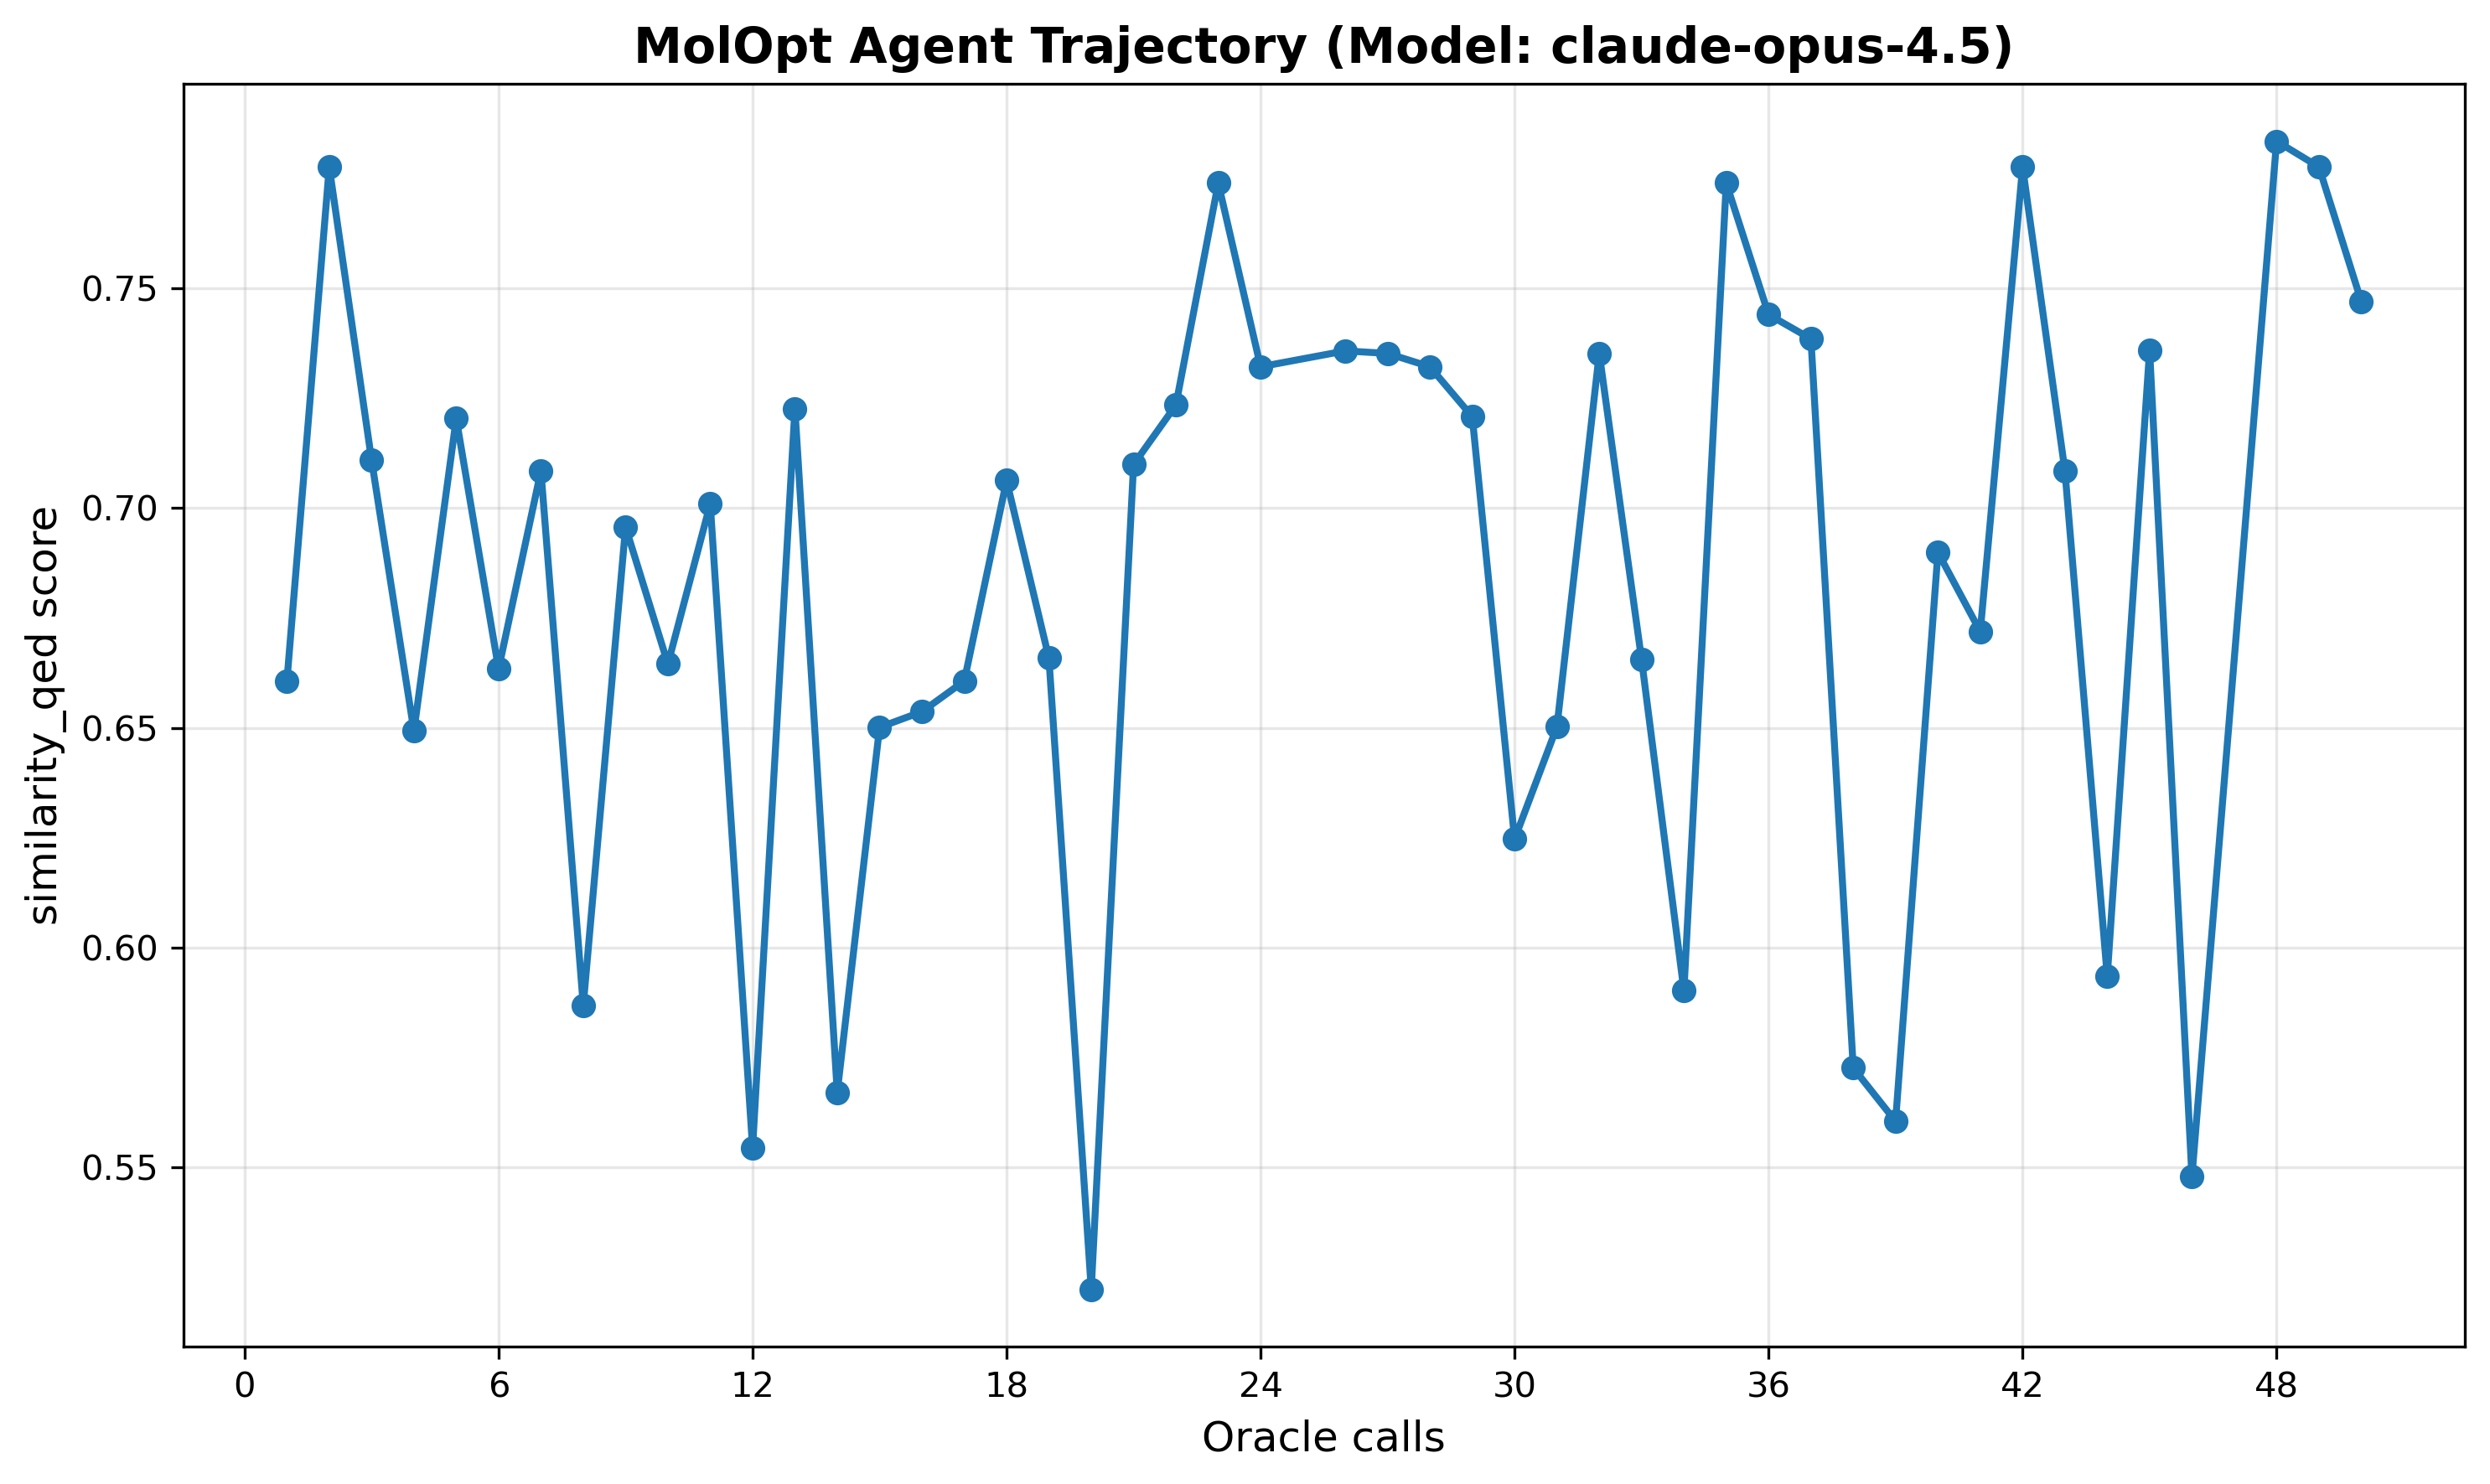 MolOpt Agent Trajectory (Model: claude-opus-4.5)
similarity_qed score
0.75
0.70
0.65
0.60
0.55
0 6 12 18 24 30 36 42 48
Oracle calls